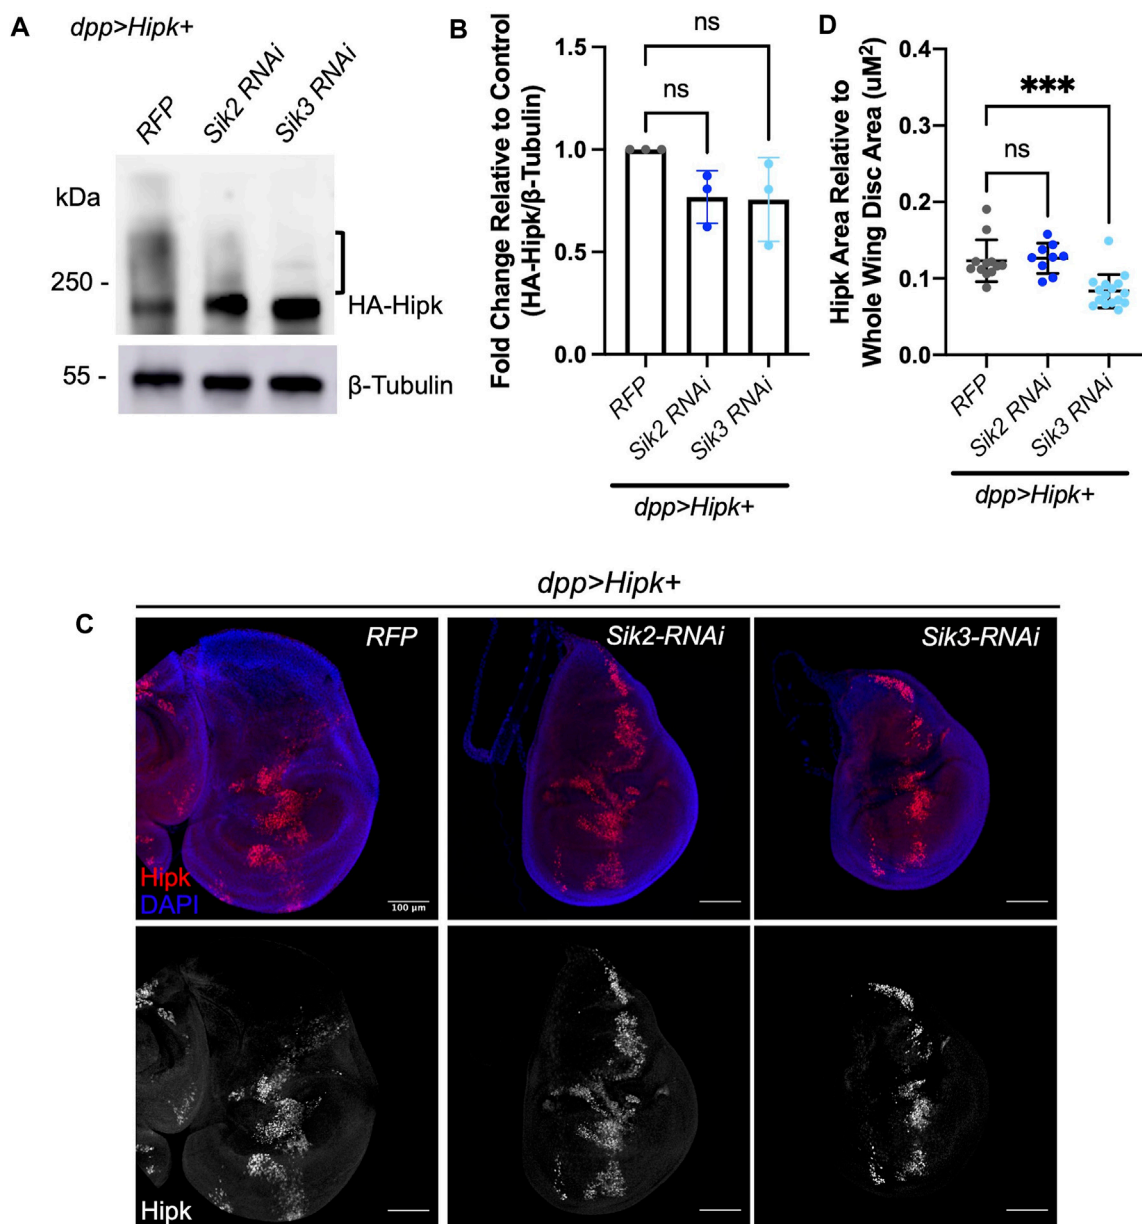 A
dpp>Hipk+
RFP
Sik2 RNAi
Sik3 RNAi
kDa
250 -
HA-Hipk
55 -
β-Tubulin
B
Fold Change Relative to Control
(HA-Hipk/β-Tubulin)
1.5
1.0
0.5
0.0
ns
ns
RFP
Sik2 RNAi
Sik3 RNAi
dpp>Hipk+
D
Hipk Area Relative to
Whole Wing Disc Area (uM²)
0.4
0.3
0.2
0.1
0.0
***
ns
RFP
Sik2 RNAi
Sik3 RNAi
dpp>Hipk+
dpp>Hipk+
C
RFP
Sik2-RNAi
Sik3-RNAi
Hipk
DAPI
100 µm
Hipk